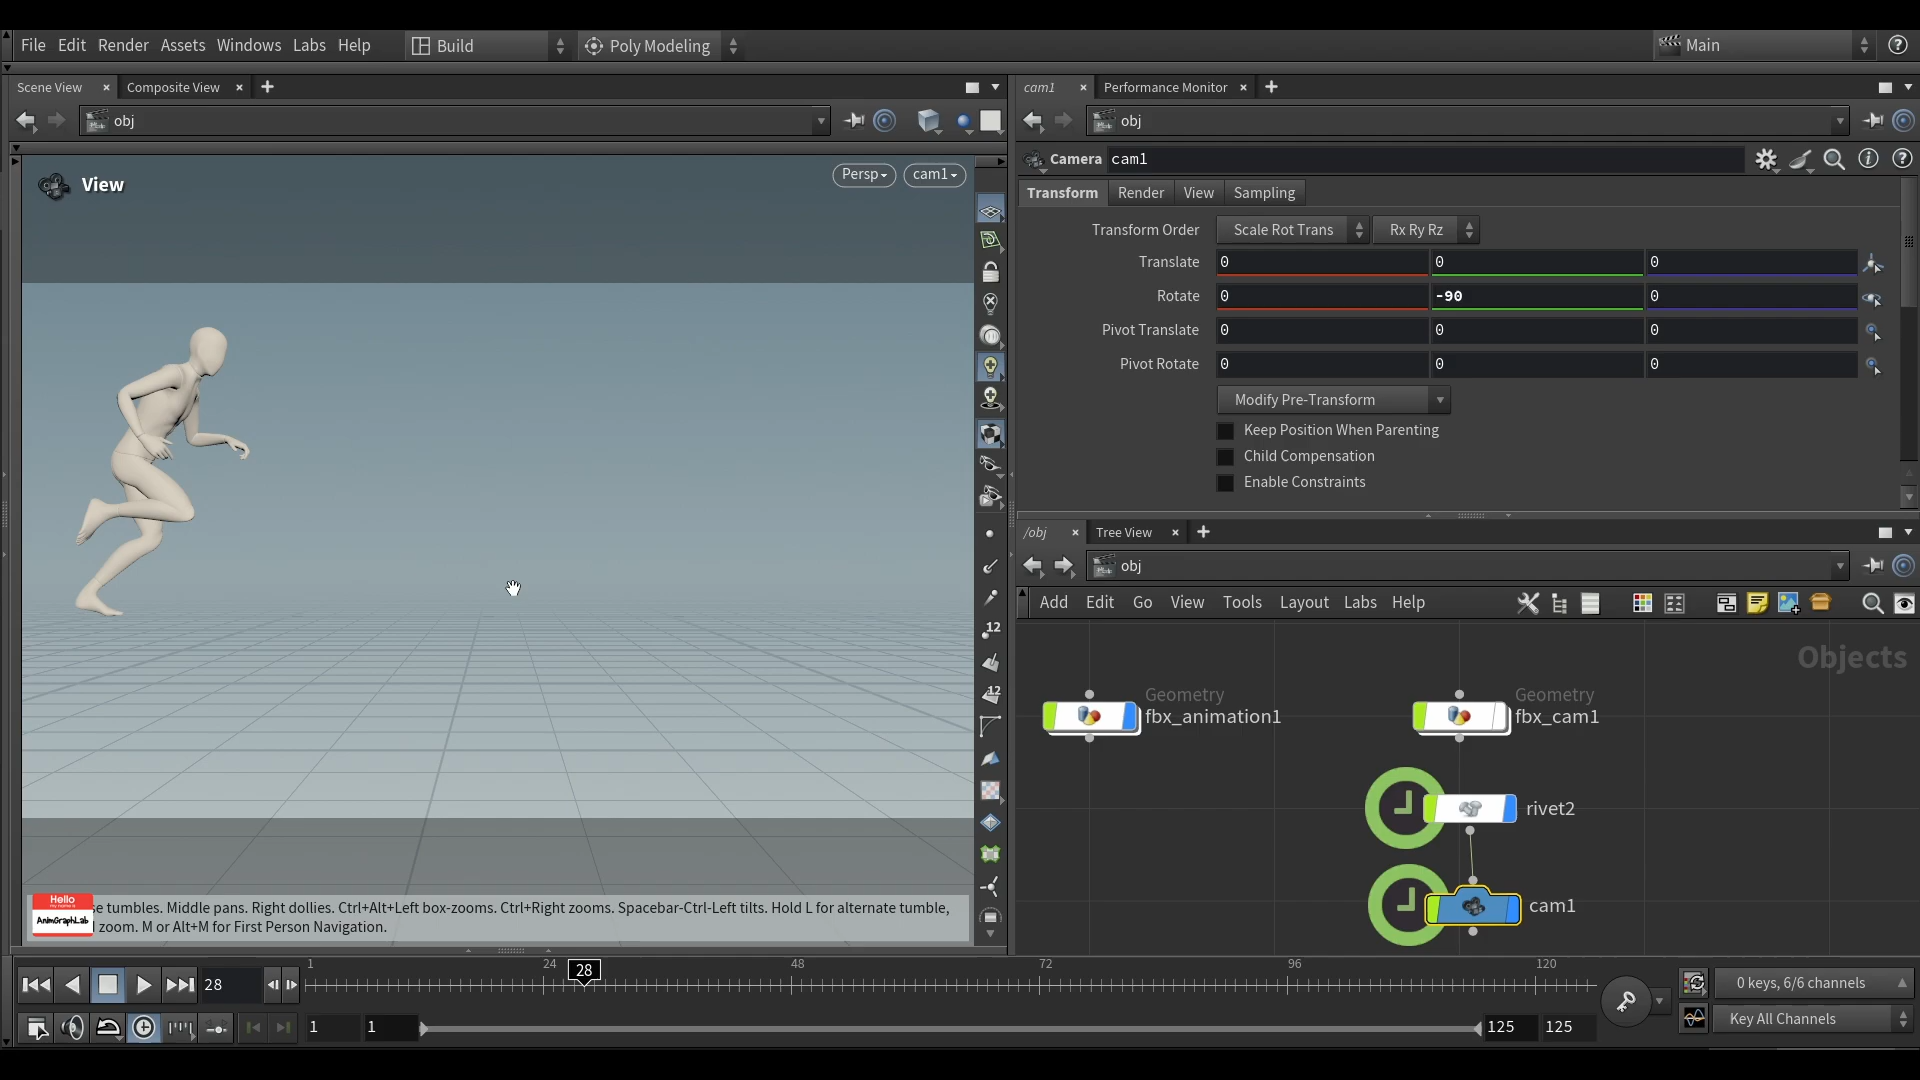 File Edit Render Assets Windows Labs Help Build Poly Modeling Main
Scene View Composite View
obj
View
Persp cam1
Hello
my name is
AnimGraphLab
se tumbles. Middle pans. Right dollies. Ctrl+Alt+Left box-zooms. Ctrl+Right zooms. Spacebar-Ctrl-Left tilts. Hold L for alternate tumble,
zoom. M or Alt+M for First Person Navigation.
12
12
cam1 Performance Monitor
obj
Camera cam1
Transform Render View Sampling
Transform Order Scale Rot Trans Rx Ry Rz
Translate 0 0 0
Rotate 0 -90 0
Pivot Translate 0 0 0
Pivot Rotate 0 0 0
Modify Pre-Transform
Keep Position When Parenting
Child Compensation
Enable Constraints
/obj Tree View
obj
Add Edit Go View Tools Layout Labs Help
Objects
Geometry
fbx_animation1
Geometry
fbx_cam1
rivet2
cam1
1 24 48 72 96 120
28
28
0 keys, 6/6 channels
1 1 125 125
Key All Channels